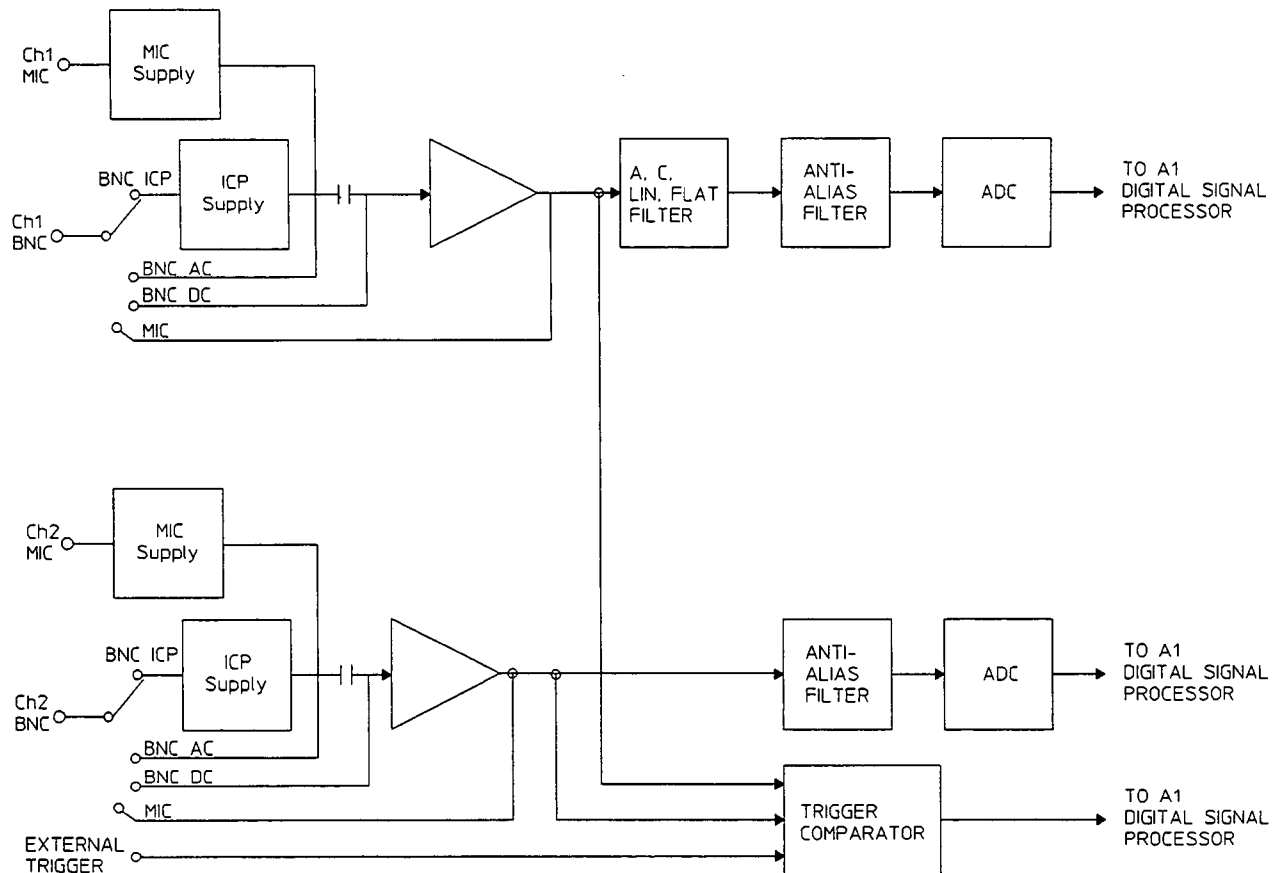 Ch1
MIC
MIC
Supply
BNC ICP
ICP
Supply
Ch1
BNC
BNC AC
BNC DC
MIC
A, C,
LIN, FLAT
FILTER
ANTI-
ALIAS
FILTER
ADC
TO A1
DIGITAL SIGNAL
PROCESSOR
Ch2
MIC
MIC
Supply
BNC ICP
ICP
Supply
Ch2
BNC
BNC AC
BNC DC
MIC
ANTI-
ALIAS
FILTER
ADC
TO A1
DIGITAL SIGNAL
PROCESSOR
EXTERNAL
TRIGGER
TRIGGER
COMPARATOR
TO A1
DIGITAL SIGNAL
PROCESSOR